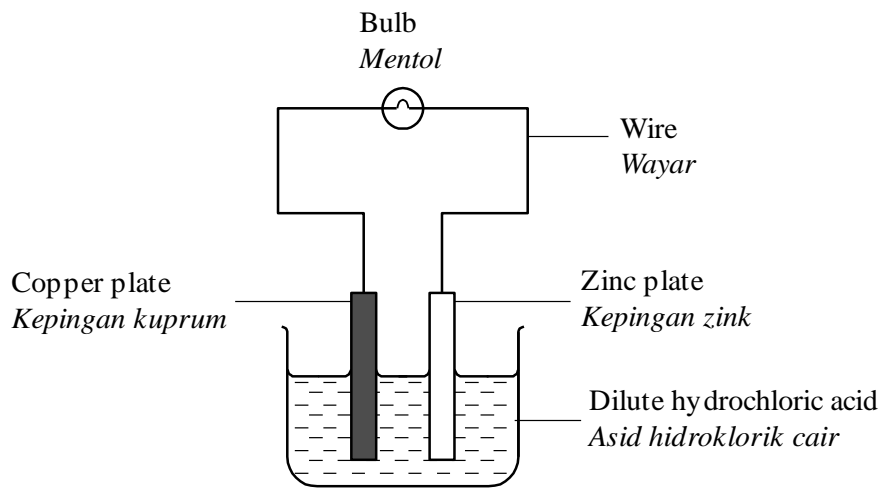 Bulb
Mentol
Wire
Wayar
Copper plate
Kepingan kuprum
Zinc plate
Kepingan zink
Dilute hydrochloric acid
Asid hidroklorik cair